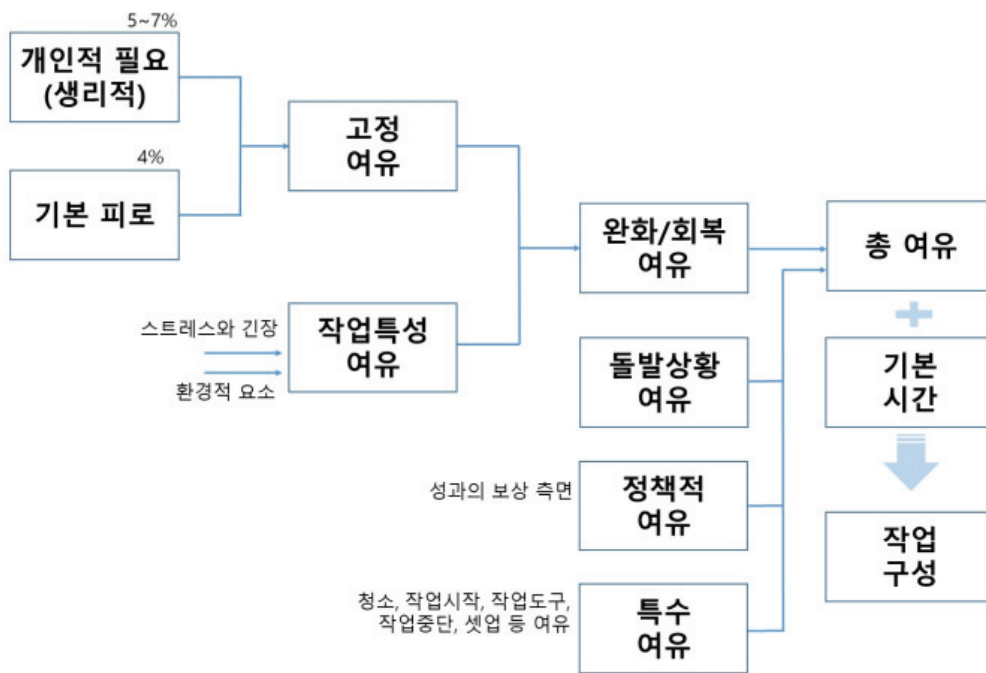 5~7%
개인적 필요
(생리적)
4%
기본 피로
고정
여유
스트레스와 긴장
환경적 요소
작업특성
여유
완화/회복
여유
돌발상황
여유
성과의 보상 측면
정책적
여유
청소, 작업시작, 작업도구,
작업중단, 셋업 등 여유
특수
여유
총 여유
기본
시간
작업
구성